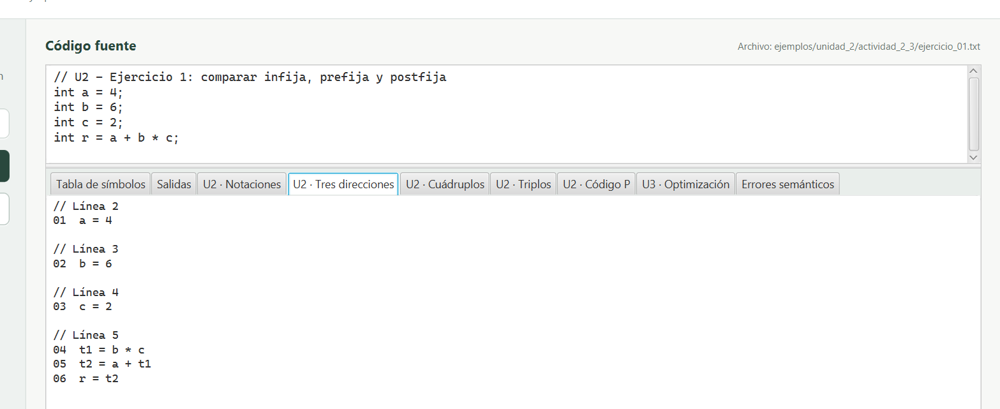 Código fuente
Archivo: ejemplos/unidad_2/actividad_2_3/ejercicio_01.txt
// U2 – Ejercicio 1: comparar infija, prefija y postfija
int a = 4;
int b = 6;
int c = 2;
int r = a + b * c;
Tabla de símbolos Salidas U2 · Notaciones U2 · Tres direcciones U2 · Cuádruplos U2 · Triplos U2 · Código P U3 · Optimización Errores semánticos
// Línea 2
01  a = 4
// Línea 3
02  b = 6
// Línea 4
03  c = 2
// Línea 5
04  t1 = b * c
05  t2 = a + t1
06  r = t2